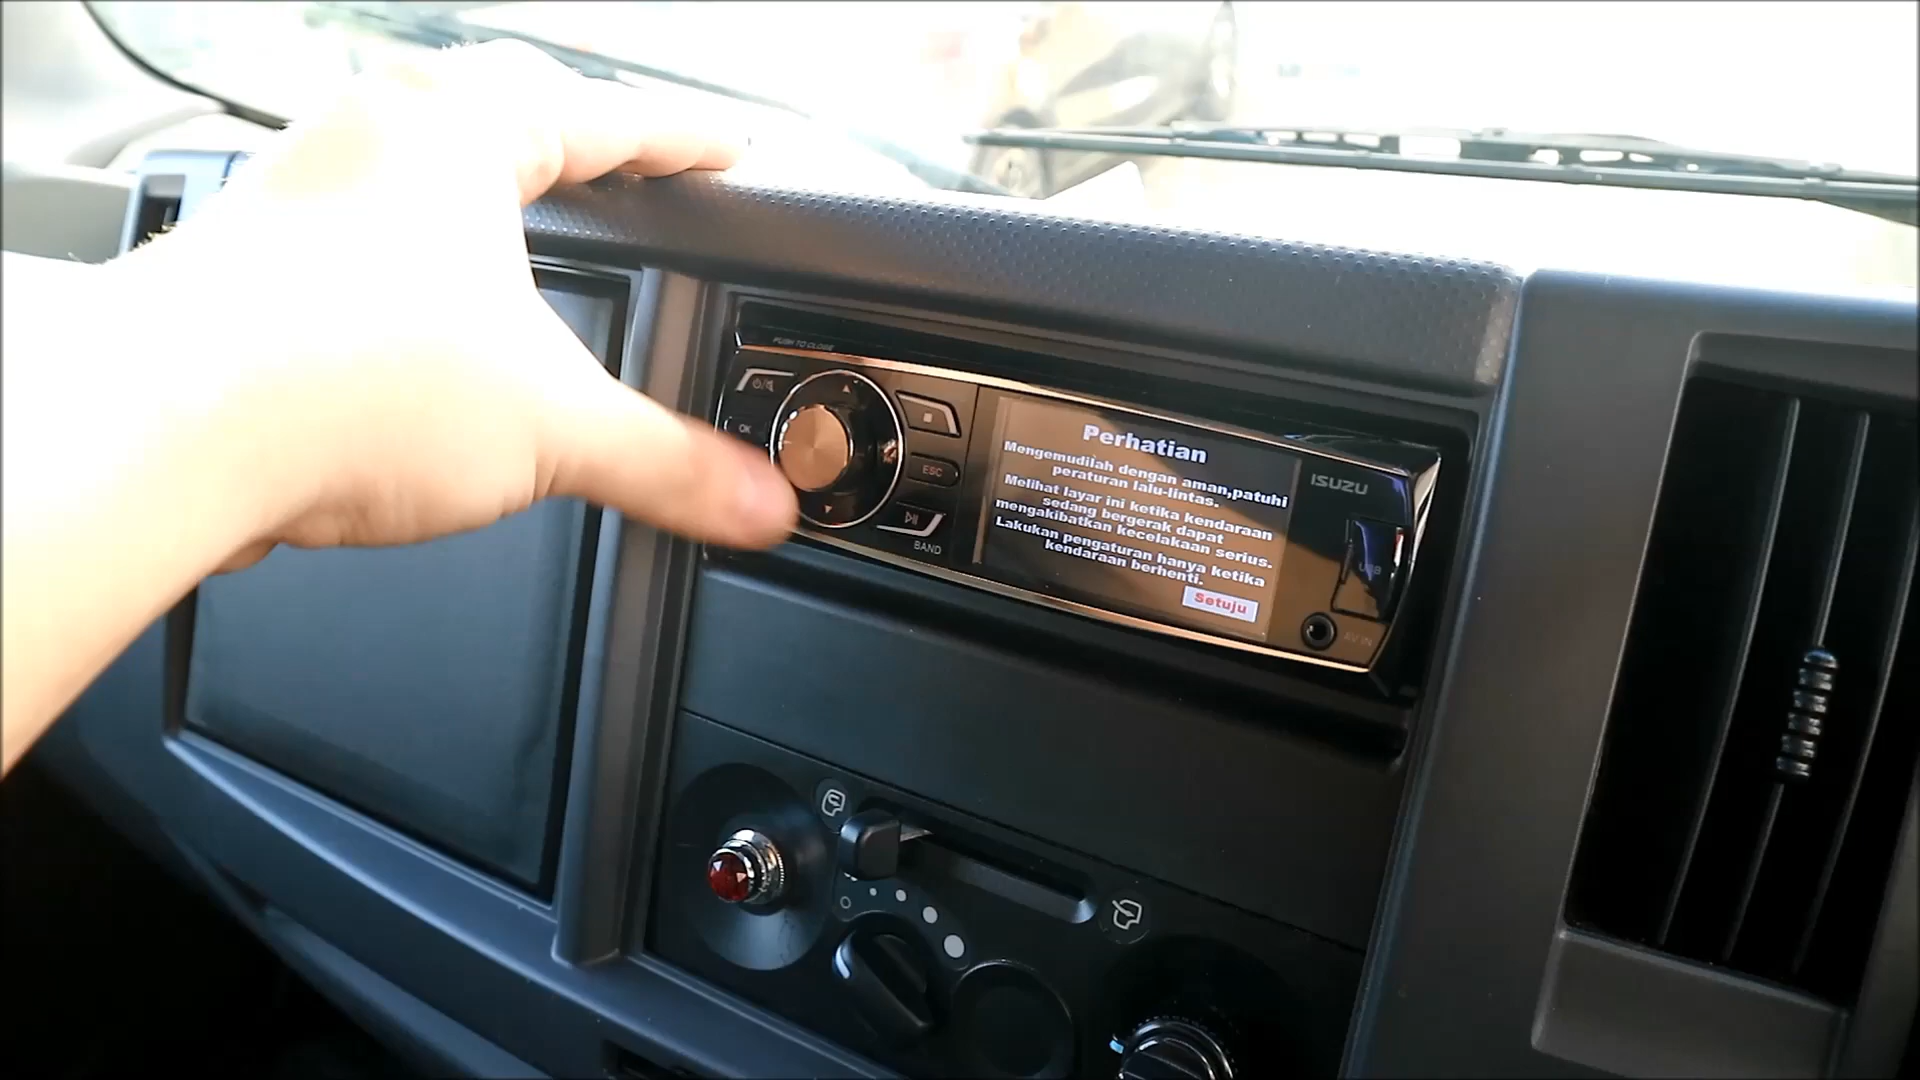 PUSH TO CLOSE
OK
ESC
BAND
Perhatian
Mengemudilah dengan aman,patuhi
peraturan lalu-lintas.
Melihat layar ini ketika kendaraan
sedang bergerak dapat
mengakibatkan kecelakaan serius.
Lakukan pengaturan hanya ketika
kendaraan berhenti.
Setuju
ISUZU
USB
AV IN